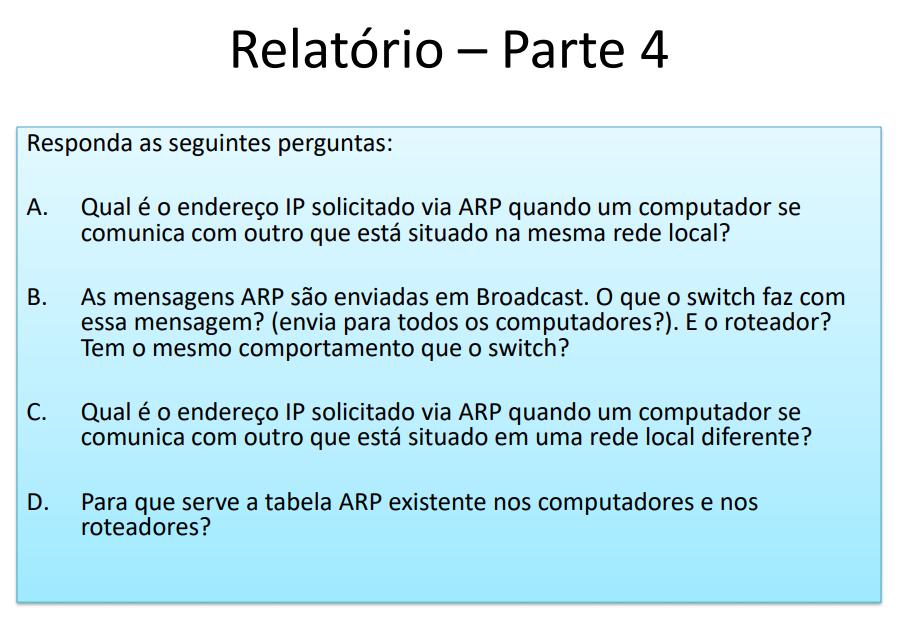 Relatório – Parte 4
Responda as seguintes perguntas:
A. Qual é o endereço IP solicitado via ARP quando um computador se
comunica com outro que está situado na mesma rede local?
B. As mensagens ARP são enviadas em Broadcast. O que o switch faz com
essa mensagem? (envia para todos os computadores?). E o roteador?
Tem o mesmo comportamento que o switch?
C. Qual é o endereço IP solicitado via ARP quando um computador se
comunica com outro que está situado em uma rede local diferente?
D. Para que serve a tabela ARP existente nos computadores e nos
roteadores?